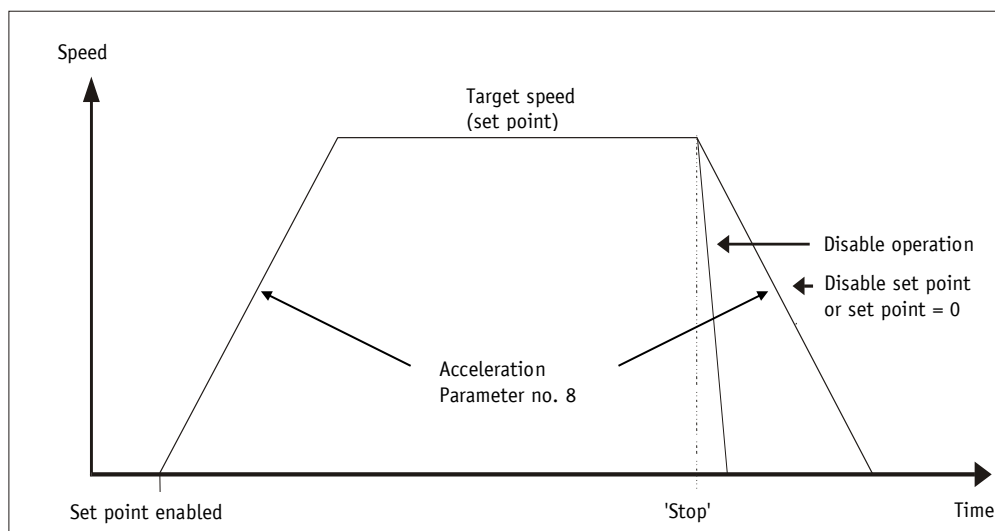 Speed
Target speed
(set point)
Disable operation
Disable set point
or set point = 0
Acceleration
Parameter no. 8
Set point enabled
'Stop'
Time